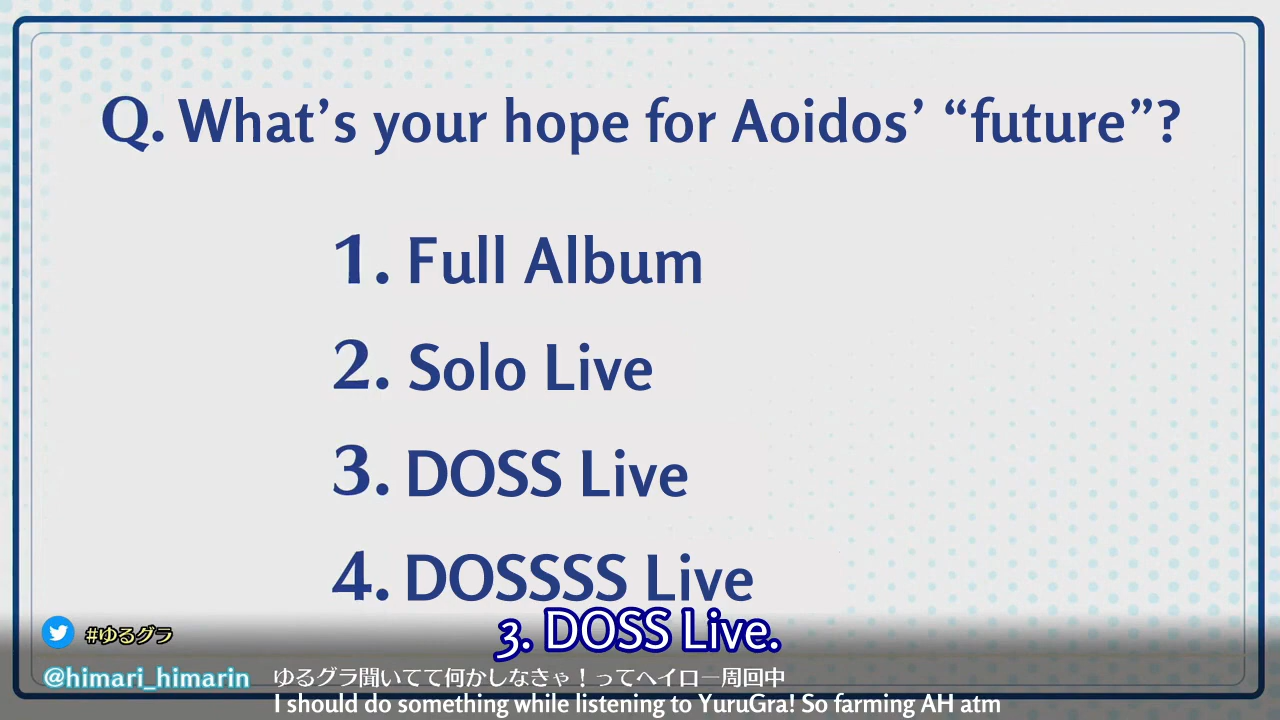 Q. What’s your hope for Aoidos’ “future”?
1. Full Album
2. Solo Live
3. DOSS Live
4. DOSSSS Live
3. DOSS Live.
#ゆるグラ
@himari_himarin ゆるグラ聞いてて何かしなきゃ！ってヘイロー周回中
I should do something while listening to YuruGra! So farming AH atm